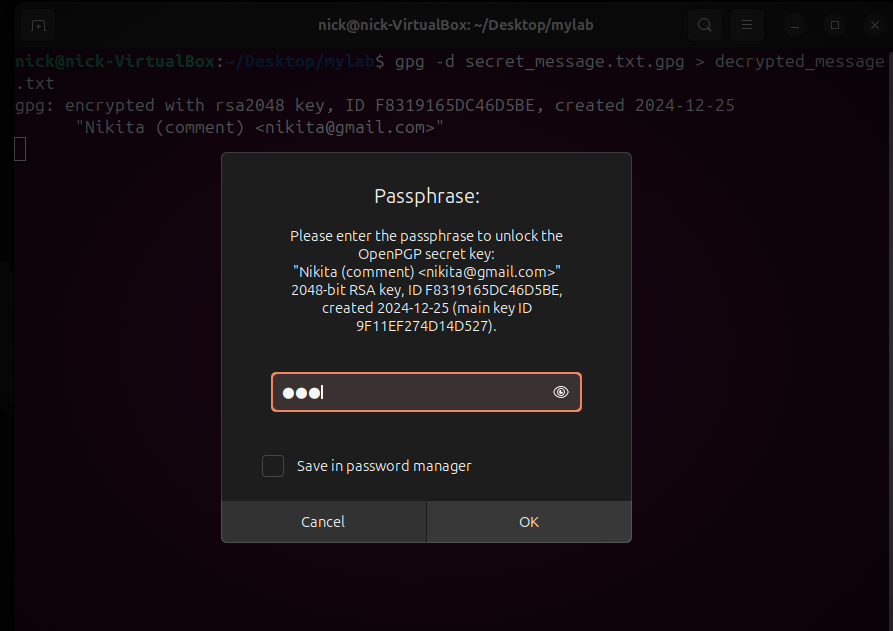 nick@nick-VirtualBox: ~/Desktop/mylab
nick@nick-VirtualBox:~/Desktop/mylab$ gpg -d secret_message.txt.gpg > decrypted_message
.txt
gpg: encrypted with rsa2048 key, ID F8319165DC46D5BE, created 2024-12-25
"Nikita (comment) <nikita@gmail.com>"
Passphrase:
Please enter the passphrase to unlock the
OpenPGP secret key:
"Nikita (comment) <nikita@gmail.com>"
2048-bit RSA key, ID F8319165DC46D5BE,
created 2024-12-25 (main key ID
9F11EF274D14D527).
Save in password manager
Cancel
OK